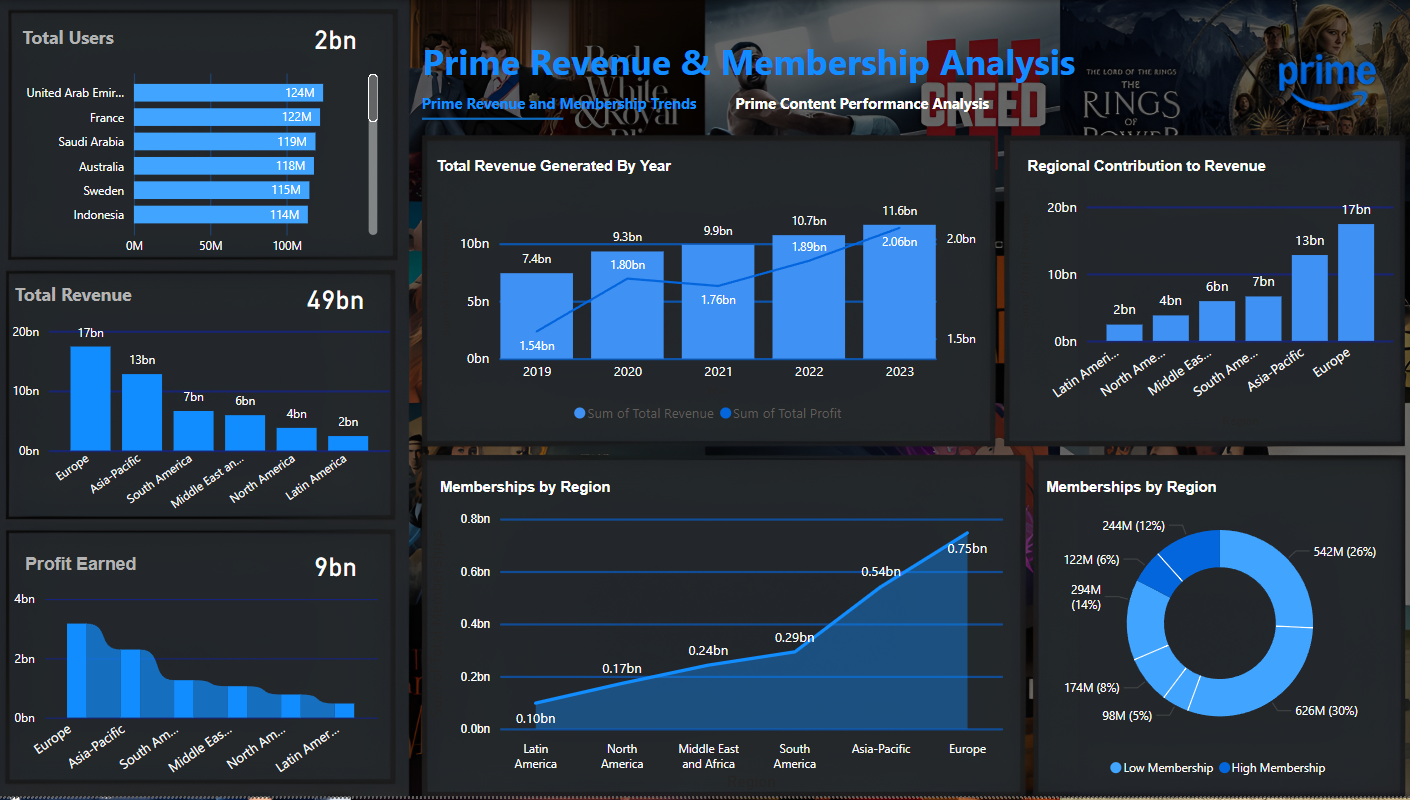 Total Users
2bn
United Arab Emir...
124M
France
122M
Saudi Arabia
119M
Australia
118M
Sweden
115M
Indonesia
114M
0M 50M 100M
Total Revenue
49bn
20bn
10bn
0bn
17bn
13bn
7bn
6bn
4bn
2bn
Europe
Asia-Pacific
South America
Middle East an...
North America
Latin America
Profit Earned
9bn
4bn
2bn
0bn
Europe
Asia-Pacific
South Am...
Middle Eas...
North Am...
Latin Amer...
Prime Revenue & Membership Analysis
Prime Revenue and Membership Trends
Prime Content Performance Analysis
Red
White
& Royal
CREED
THE LORD OF THE RINGS
THE
RINGS
OF POWER
prime
Total Revenue Generated By Year
10bn
5bn
0bn
7.4bn
9.3bn
9.9bn
10.7bn
11.6bn
1.54bn
1.80bn
1.76bn
1.89bn
2.06bn
2.0bn
1.5bn
2019 2020 2021 2022 2023
Sum of Total Revenue Sum of Total Profit
Regional Contribution to Revenue
20bn
10bn
0bn
2bn
4bn
6bn
7bn
13bn
17bn
Latin Ameri...
North Ame...
Middle Eas...
South Ame...
Asia-Pacific
Europe
Memberships by Region
0.8bn
0.6bn
0.4bn
0.2bn
0.0bn
0.10bn
0.17bn
0.24bn
0.29bn
0.54bn
0.75bn
Latin
America
North
America
Middle East
and Africa
South
America
Asia-Pacific
Europe
Memberships by Region
244M (12%)
542M (26%)
122M (6%)
294M
(14%)
174M (8%)
98M (5%)
626M (30%)
Low Membership High Membership